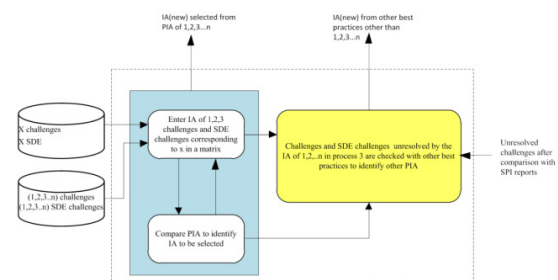 IA(new) selected from
PIA of 1,2,3...n
IA(new) from other best
practices other than
1,2,3...n
X challenges
X SDE
(1,2,3..n) challenges
(1,2,3..n) SDE challenges
Enter IA of 1,2,3
challenges and SDE
challenges corresponding
to x in a matrix
Compare PIA to identify
IA to be selected
Challenges and SDE challenges unresolved by the
IA of 1,2,..n in process 3 are checked with other best
practices to identify other PIA
Unresolved
challenges after
comparison with
SPI reports